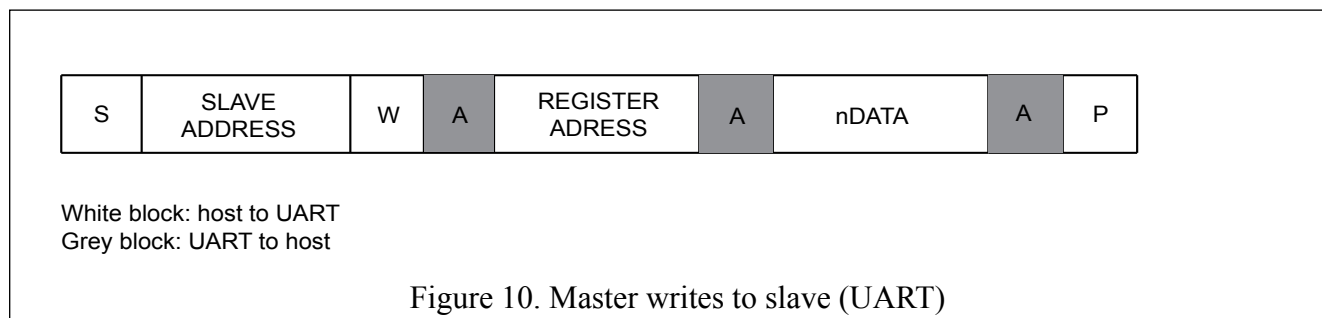 S
SLAVE
ADDRESS
W
A
REGISTER
ADRESS
A
nDATA
A
P
White block: host to UART
Grey block: UART to host
Figure 10. Master writes to slave (UART)